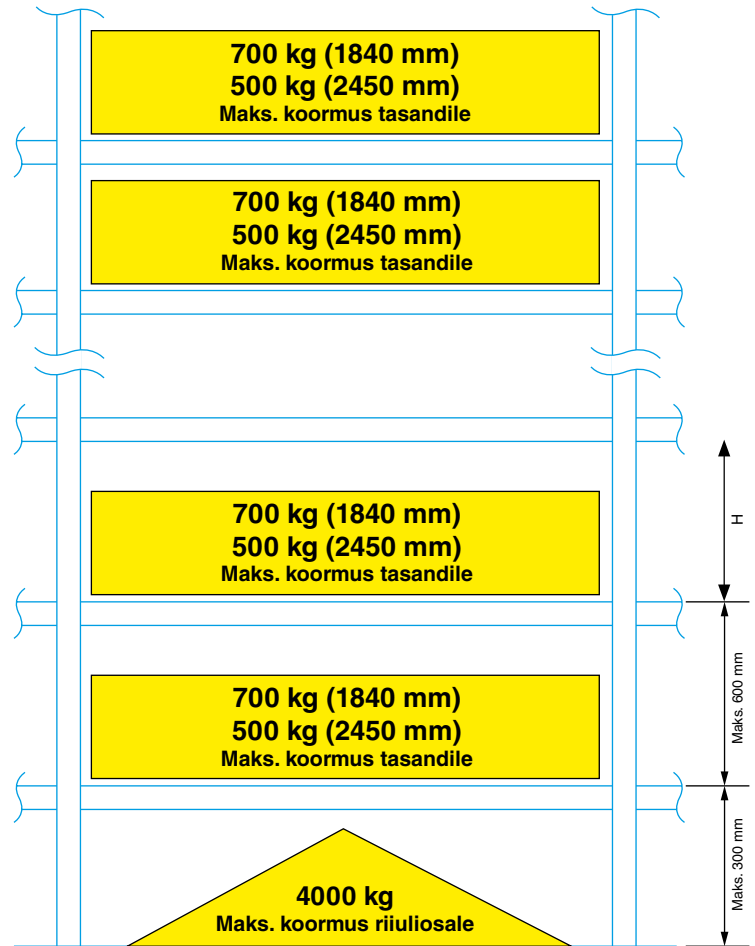 700 kg (1840 mm)
500 kg (2450 mm)
Maks. koormus tasandile
700 kg (1840 mm)
500 kg (2450 mm)
Maks. koormus tasandile
700 kg (1840 mm)
500 kg (2450 mm)
Maks. koormus tasandile
H
700 kg (1840 mm)
500 kg (2450 mm)
Maks. koormus tasandile
Maks. 600 mm
4000 kg
Maks. koormus riiuliosale
Maks. 300 mm